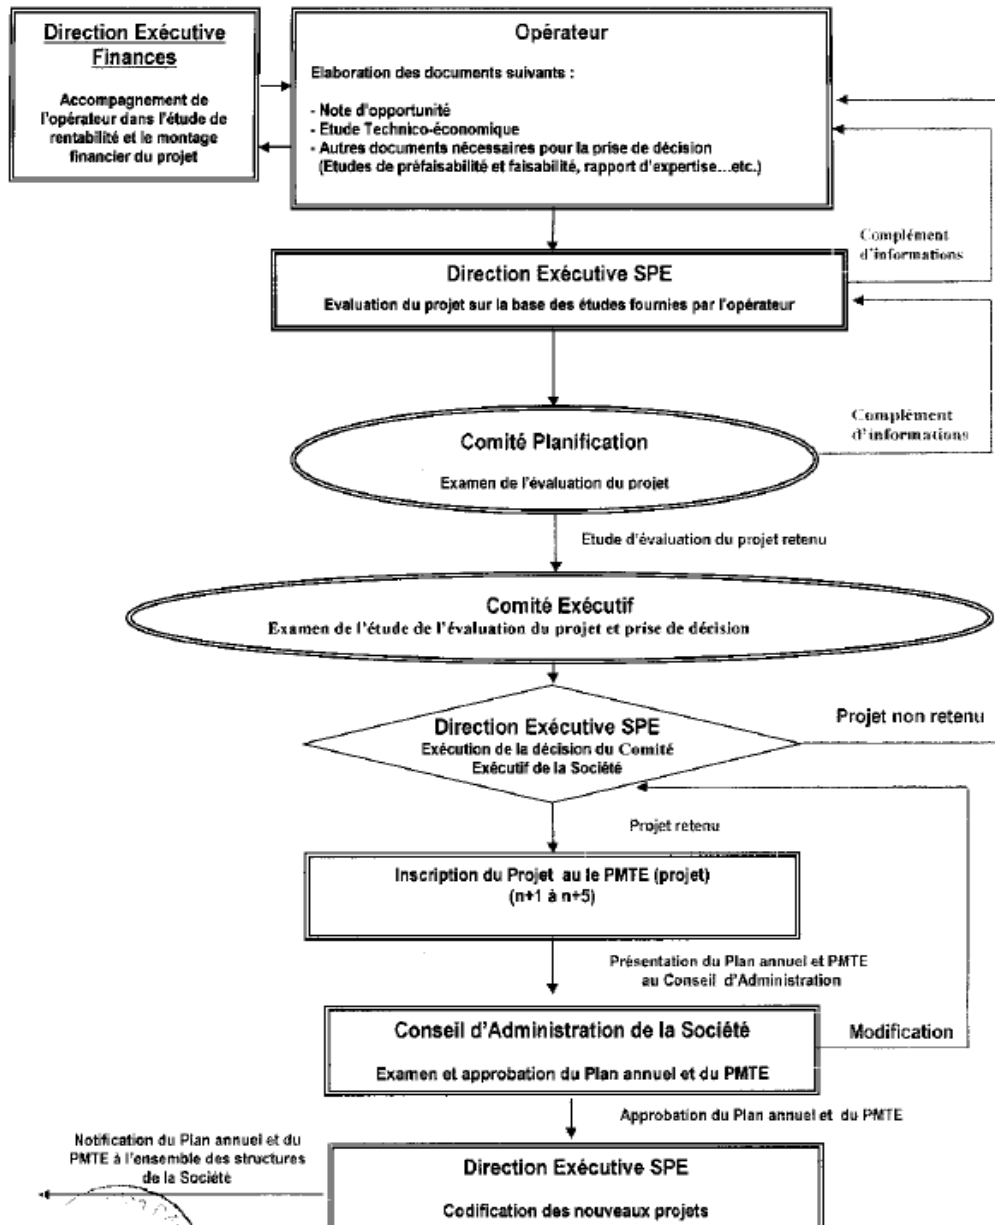 Direction Exécutive
Finances
Accompagnement de
l'opérateur dans l'étude de
rentabilité et le montage
financier du projet
Opérateur
Elaboration des documents suivants :
- Note d'opportunité
- Etude Technico-économique
- Autres documents nécessaires pour la prise de décision
(Etudes de préfaisabilité et faisabilité, rapport d'expertise...etc.)
Complément
d'informations
Direction Exécutive SPE
Evaluation du projet sur la base des études fournies par l'opérateur
Complément
d'informations
Comité Planification
Examen de l'évaluation du projet
Etude d'évaluation du projet retenu
Comité Exécutif
Examen de l'étude de l'évaluation du projet et prise de décision
Direction Exécutive SPE
Exécution de la décision du Comité
Exécutif de la Société
Projet non retenu
Projet retenu
Inscription du Projet au le PMTE (projet)
(n+1 à n+5)
Présentation du Plan annuel et PMTE
au Conseil d'Administration
Conseil d'Administration de la Société
Examen et approbation du Plan annuel et du PMTE
Modification
Approbation du Plan annuel et du PMTE
Notification du Plan annuel et du
PMTE à l'ensemble des structures
de la Société
Direction Exécutive SPE
Codification des nouveaux projets